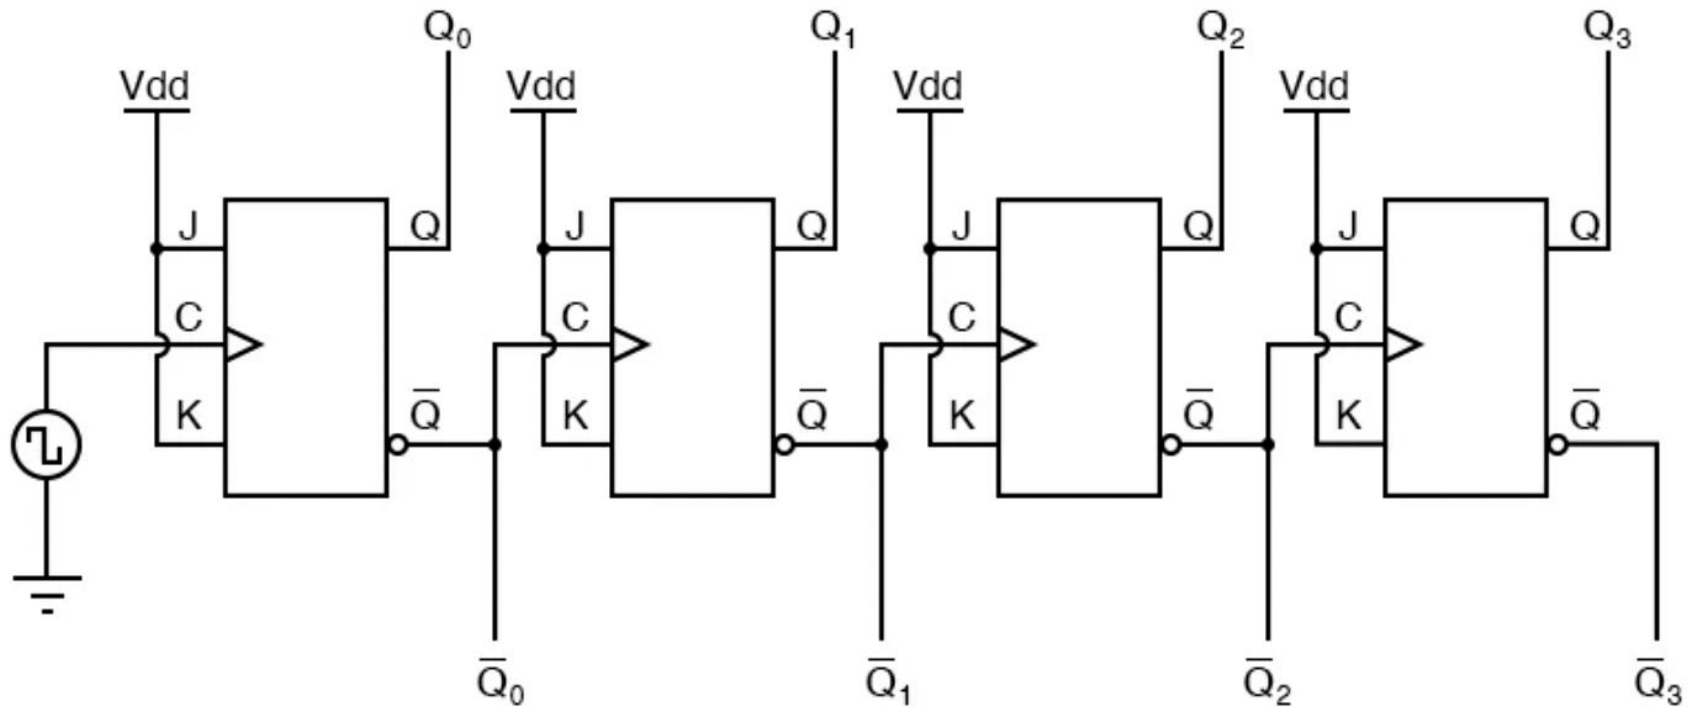 Q0 Q1 Q2 Q3
Vdd Vdd Vdd Vdd
J Q J Q J Q J Q
C C C C
K Q̅ K Q̅ K Q̅ K Q̅
Q̅0 Q̅1 Q̅2 Q̅3